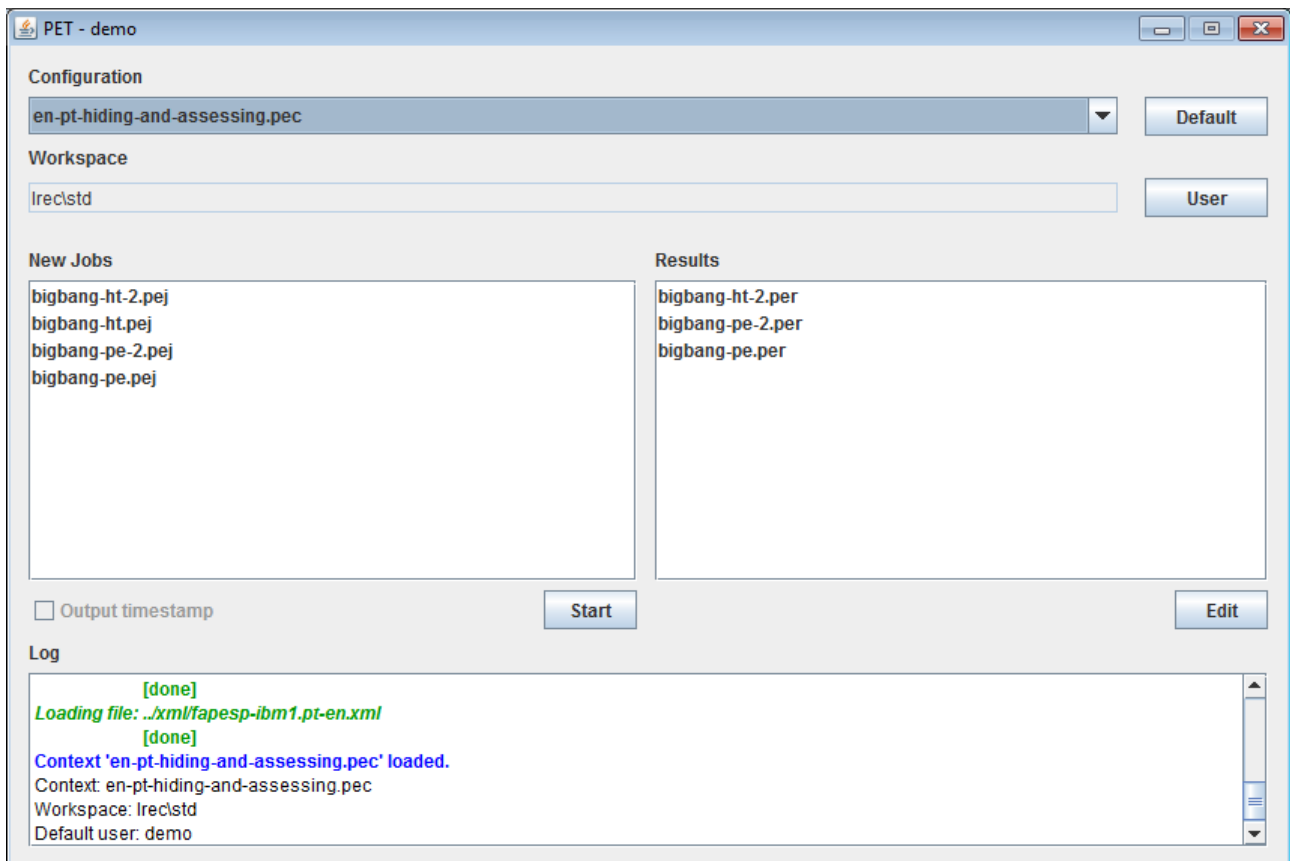 PET - demo
Configuration
en-pt-hiding-and-assessing.pec
Default
Workspace
lrec\std
User
New Jobs
Results
bigbang-ht-2.pej
bigbang-ht.pej
bigbang-pe-2.pej
bigbang-pe.pej
bigbang-ht-2.per
bigbang-pe-2.per
bigbang-pe.per
Output timestamp
Start
Edit
Log
[done]
Loading file: ../xml/fapesp-ibm1.pt-en.xml
[done]
Context 'en-pt-hiding-and-assessing.pec' loaded.
Context: en-pt-hiding-and-assessing.pec
Workspace: lrec\std
Default user: demo